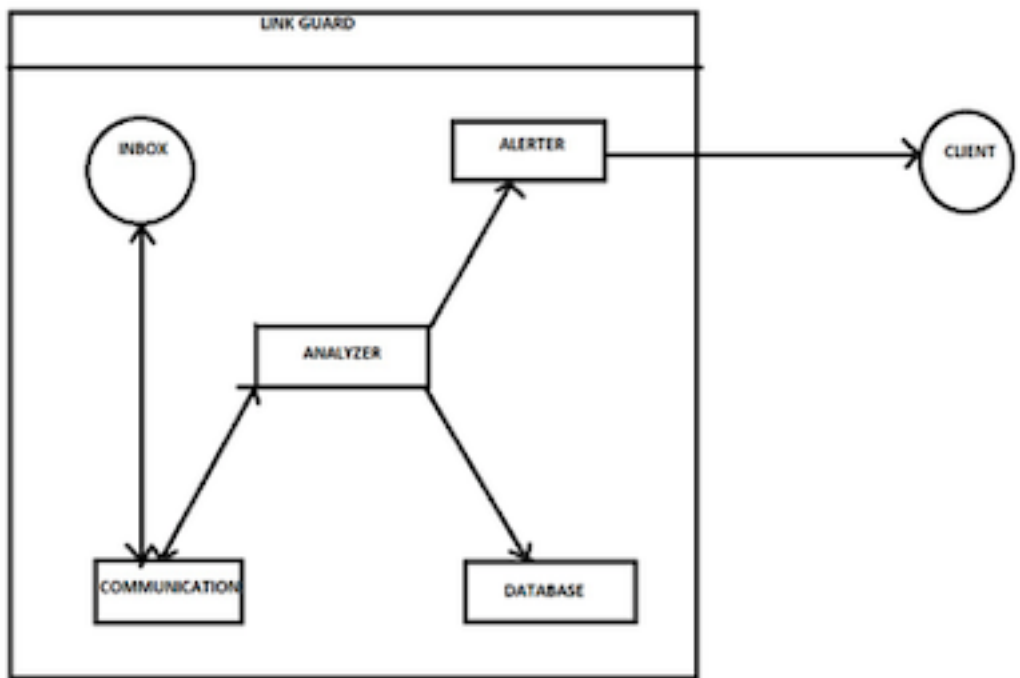 LINK GUARD
INBOX
ALERTER
CLIENT
ANALYZER
COMMUNICATION
DATABASE